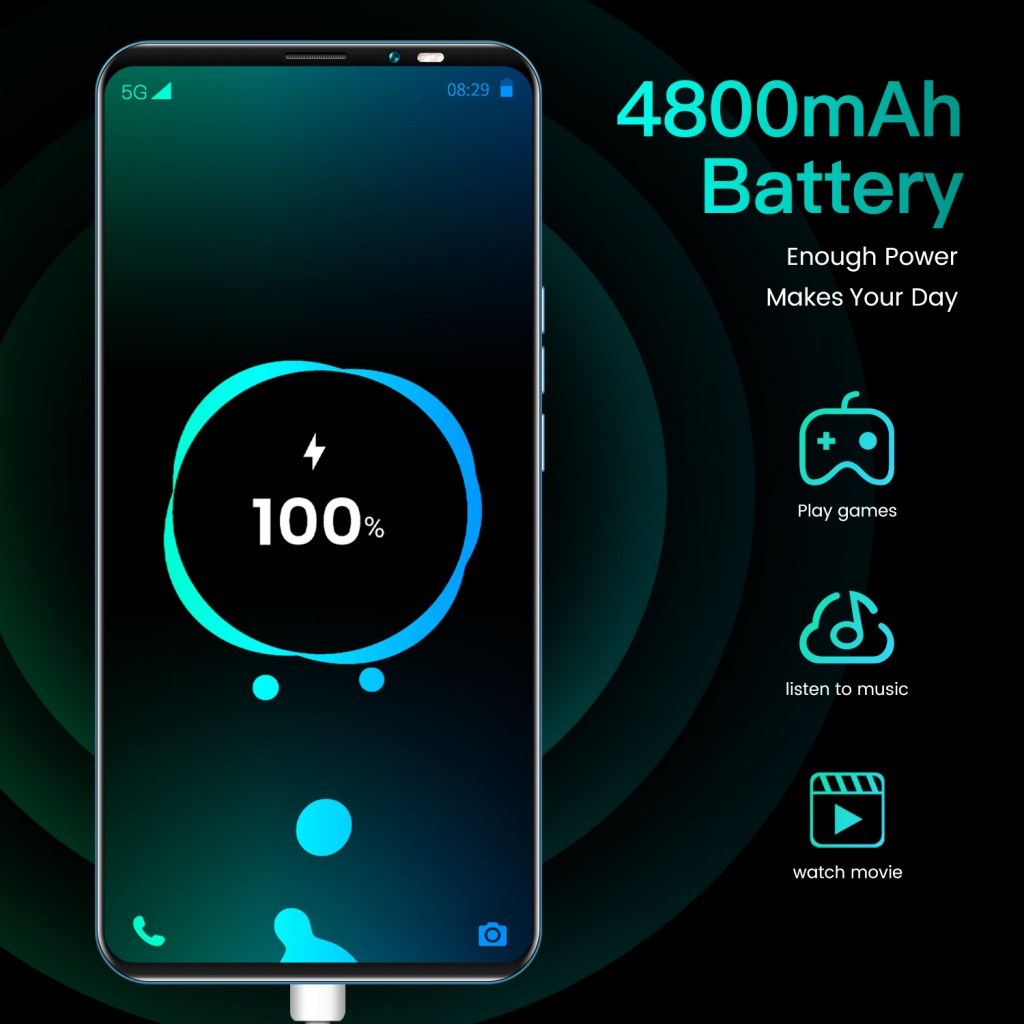 5G
08:29
4800mAh
Battery
Enough Power
Makes Your Day
100%
Play games
listen to music
watch movie